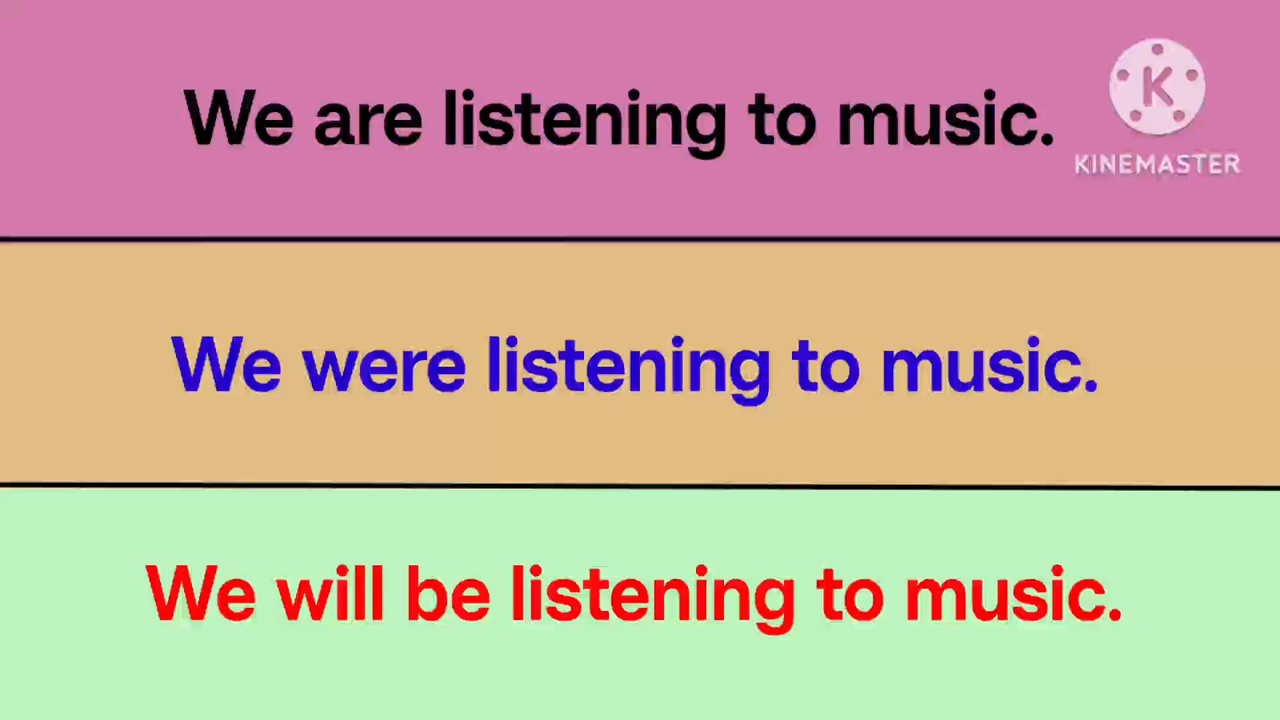 We are listening to music.
K
KINEMASTER
We were listening to music.
We will be listening to music.